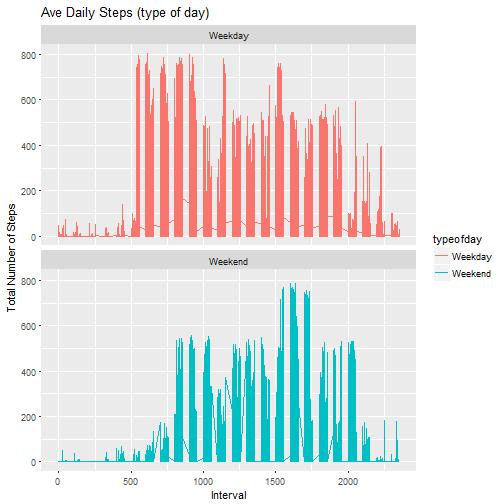 Ave Daily Steps (type of day)
Weekday
800
600
400
200
0
Total Number of Steps
typeofday
Weekday
Weekend
Weekend
800
600
400
200
0
0
500
1000
1500
2000
Interval